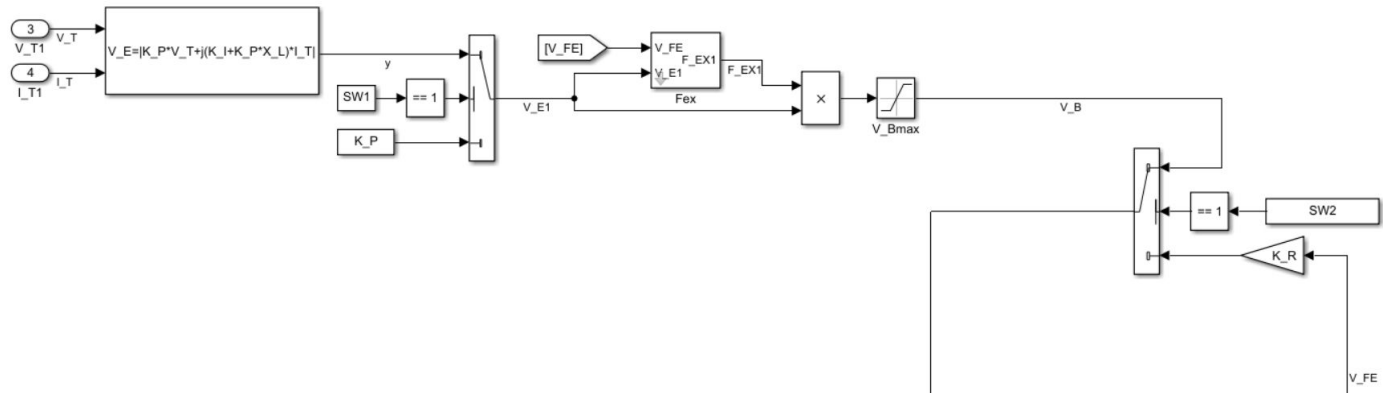 3
V_T1
V_T
4
I_T1
I_T
V_E=|K_P*V_T+j(K_I+K_P*X_L)*I_T|
y
SW1
== 1
K_P
V_E1
[V_FE]
V_FE
V_E1
F_EX1
Fex
F_EX1
×
V_Bmax
V_B
== 1
SW2
K_R
V_FE